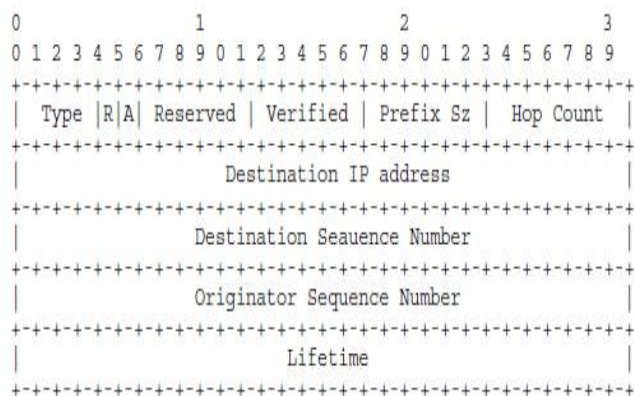 0                   1                   2                   3
0 1 2 3 4 5 6 7 8 9 0 1 2 3 4 5 6 7 8 9 0 1 2 3 4 5 6 7 8 9
+-+-+-+-+-+-+-+-+-+-+-+-+-+-+-+-+-+-+-+-+-+-+-+-+-+-+-+-+-+-+
| Type |R|A| Reserved | Verified | Prefix Sz | Hop Count |
+-+-+-+-+-+-+-+-+-+-+-+-+-+-+-+-+-+-+-+-+-+-+-+-+-+-+-+-+-+-+
| Destination IP address |
+-+-+-+-+-+-+-+-+-+-+-+-+-+-+-+-+-+-+-+-+-+-+-+-+-+-+-+-+-+-+
| Destination Seauence Number |
+-+-+-+-+-+-+-+-+-+-+-+-+-+-+-+-+-+-+-+-+-+-+-+-+-+-+-+-+-+-+
| Originator Sequence Number |
+-+-+-+-+-+-+-+-+-+-+-+-+-+-+-+-+-+-+-+-+-+-+-+-+-+-+-+-+-+-+
| Lifetime |
+-+-+-+-+-+-+-+-+-+-+-+-+-+-+-+-+-+-+-+-+-+-+-+-+-+-+-+-+-+-+